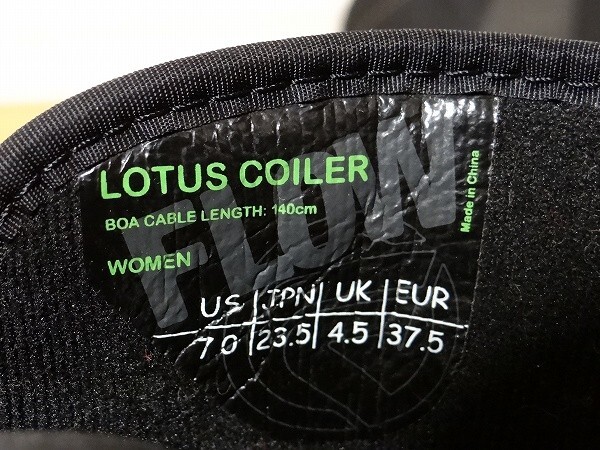 LOTUS COILER
BOA CABLE LENGTH: 140cm
WOMEN
FLOW
US JPN UK EUR
7.0 23.5 4.5 37.5
Made in China